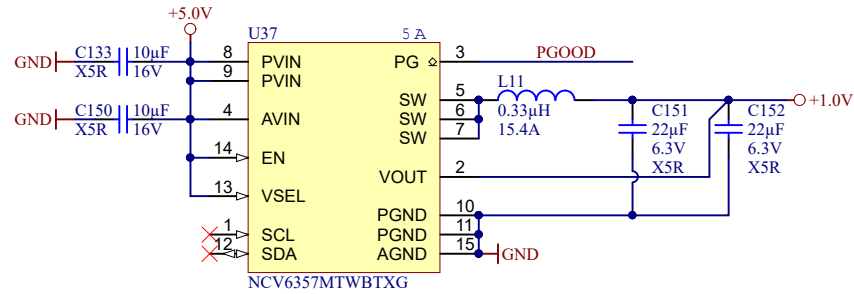 +5.0V
U37
5 A
GND
C133
10µF
X5R
16V
8
PVIN
9
PVIN
PG
3
PGOOD
GND
C150
10µF
X5R
16V
4
AVIN
SW
5
SW
6
SW
7
L11
0.33µH
15.4A
+1.0V
C151
22µF
6.3V
X5R
C152
22µF
6.3V
X5R
14
EN
13
VSEL
VOUT
2
1
SCL
12
SDA
PGND
10
PGND
11
AGND
15
GND
NCV6357MTWBTXG